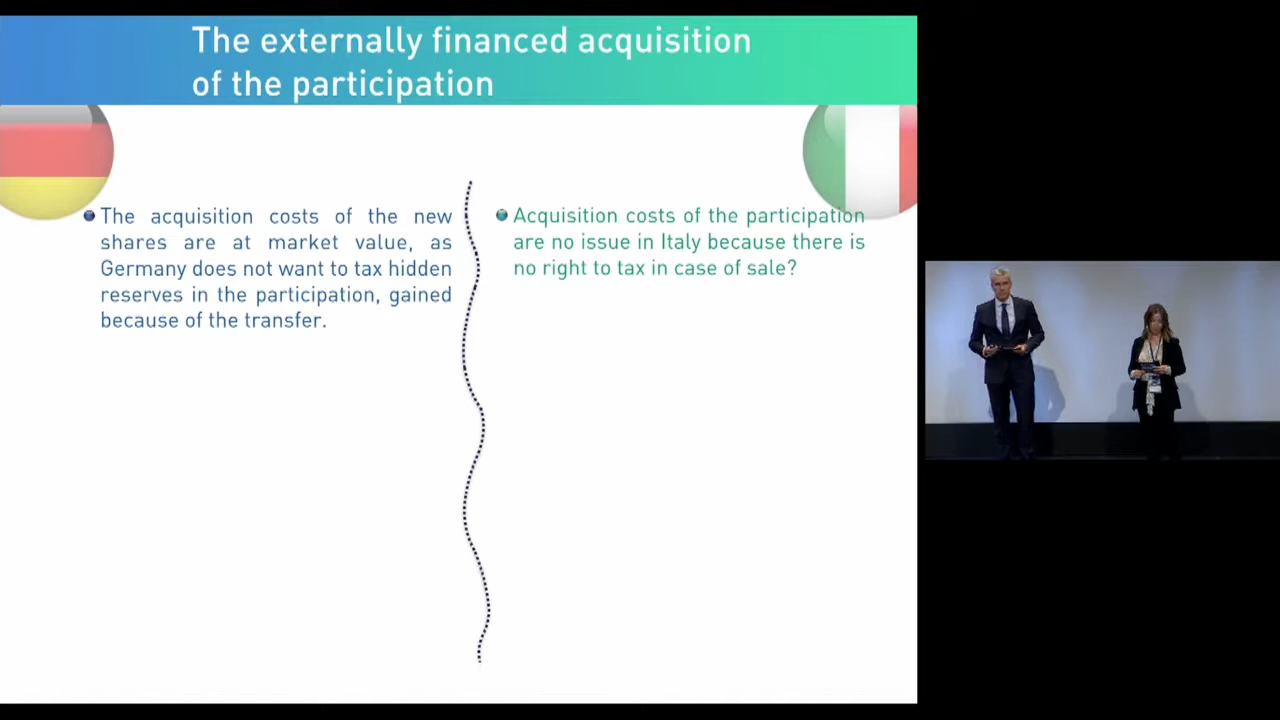 The externally financed acquisition
of the participation
The acquisition costs of the new
shares are at market value, as
Germany does not want to tax hidden
reserves in the participation, gained
because of the transfer.
Acquisition costs of the participation
are no issue in Italy because there is
no right to tax in case of sale?